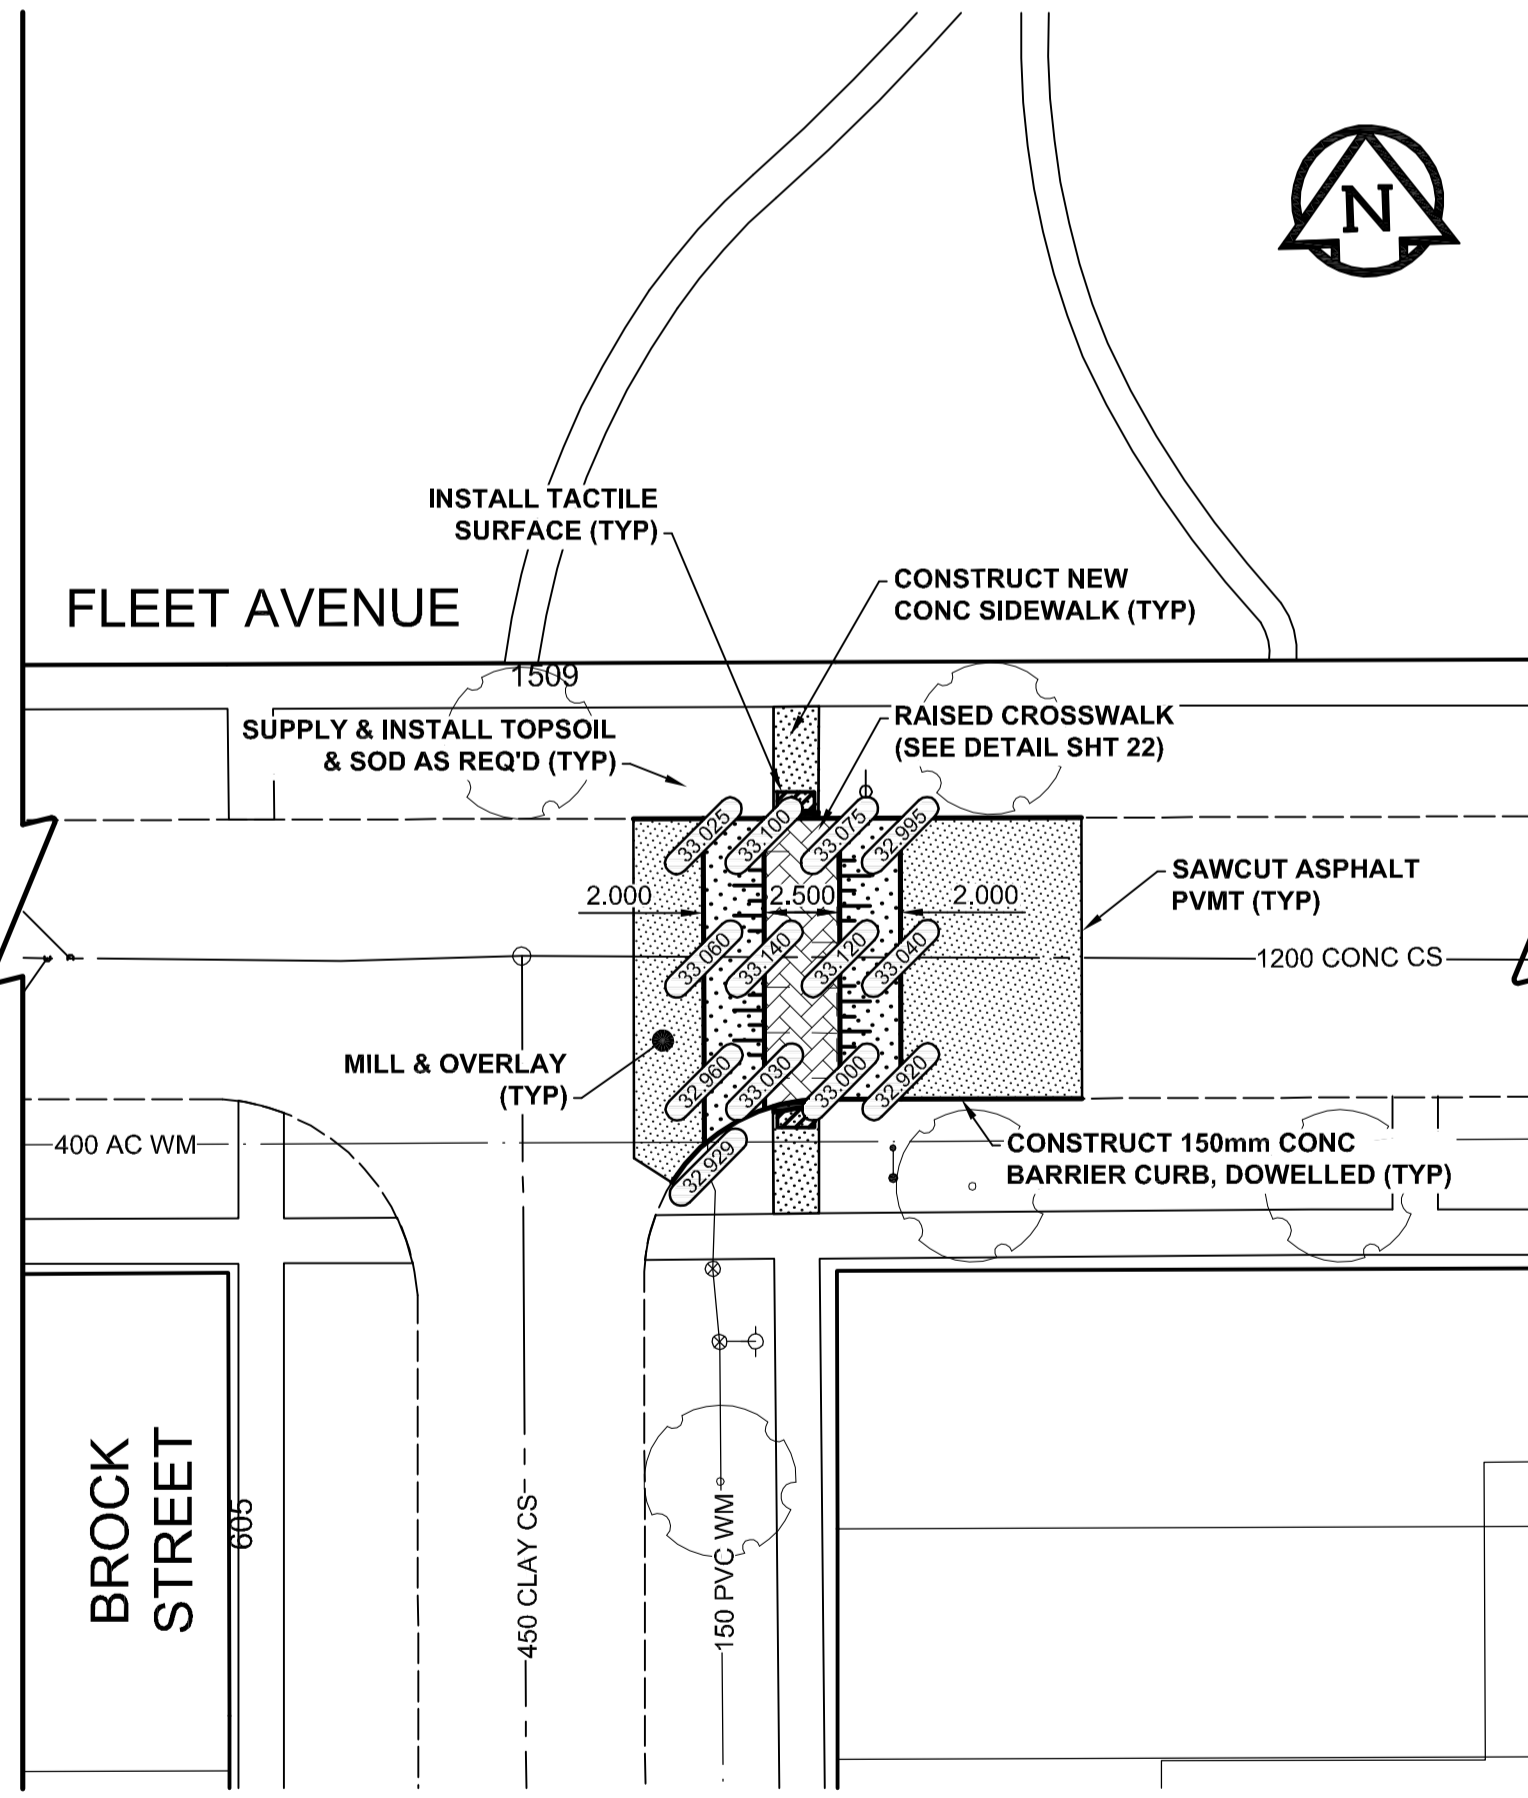 N
INSTALL TACTILE
SURFACE (TYP)
CONSTRUCT NEW
CONC SIDEWALK (TYP)
FLEET AVENUE
1509
SUPPLY & INSTALL TOPSOIL
& SOD AS REQ'D (TYP)
RAISED CROSSWALK
(SEE DETAIL SHT 22)
33.025
33.100
33.075
32.995
SAWCUT ASPHALT
PVMT (TYP)
2.000
2.500
2.000
33.060
33.140
33.120
33.040
1200 CONC CS
MILL & OVERLAY
(TYP)
32.960
33.030
33.000
32.920
400 AC WM
32.929
CONSTRUCT 150mm CONC
BARRIER CURB, DOWELLED (TYP)
BROCK
STREET
605
450 CLAY CS
150 PVC WM